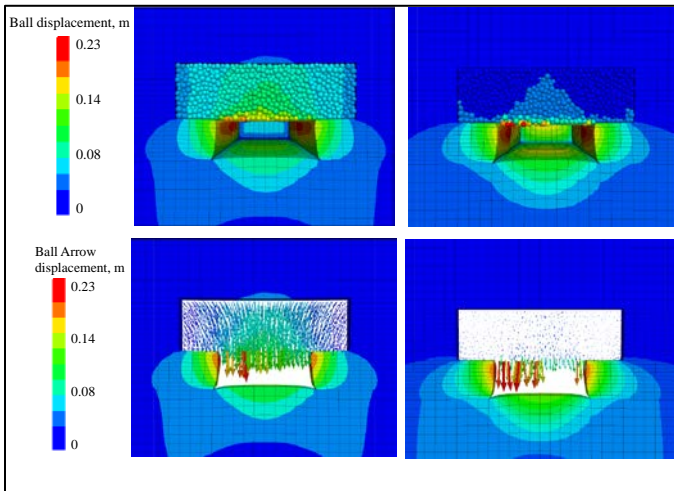 Ball displacement, m
0.23
0.14
0.08
0
Ball Arrow
displacement, m
0.23
0.14
0.08
0